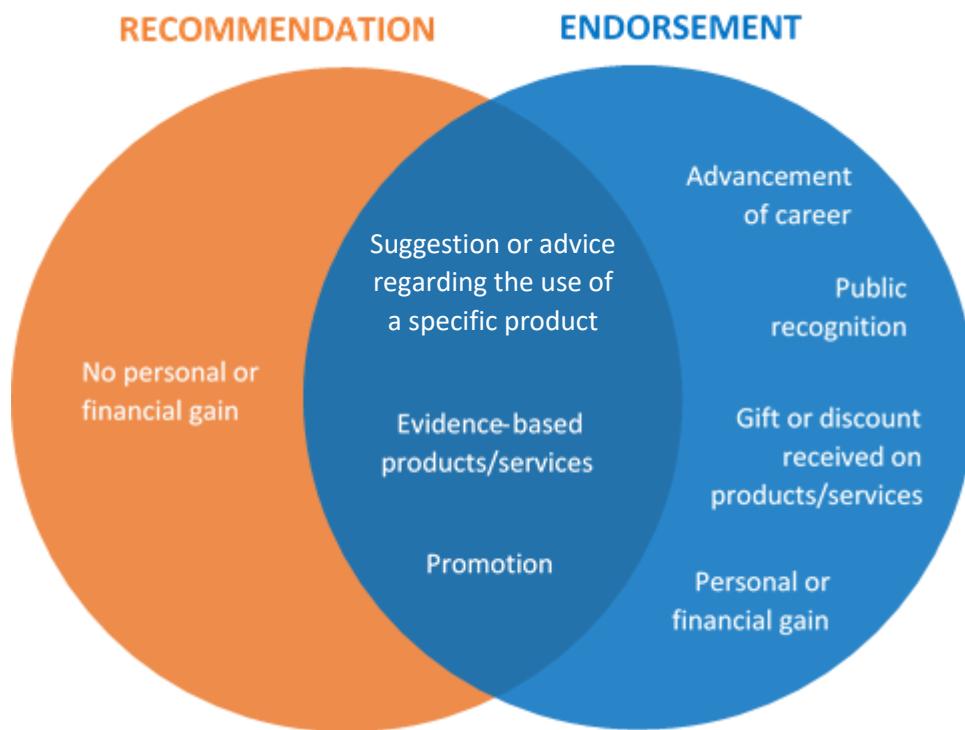 RECOMMENDATION
ENDORSEMENT
No personal or
financial gain
Suggestion or advice
regarding the use of
a specific product
Evidence-based
products/services
Promotion
Advancement
of career
Public
recognition
Gift or discount
received on
products/services
Personal or
financial gain